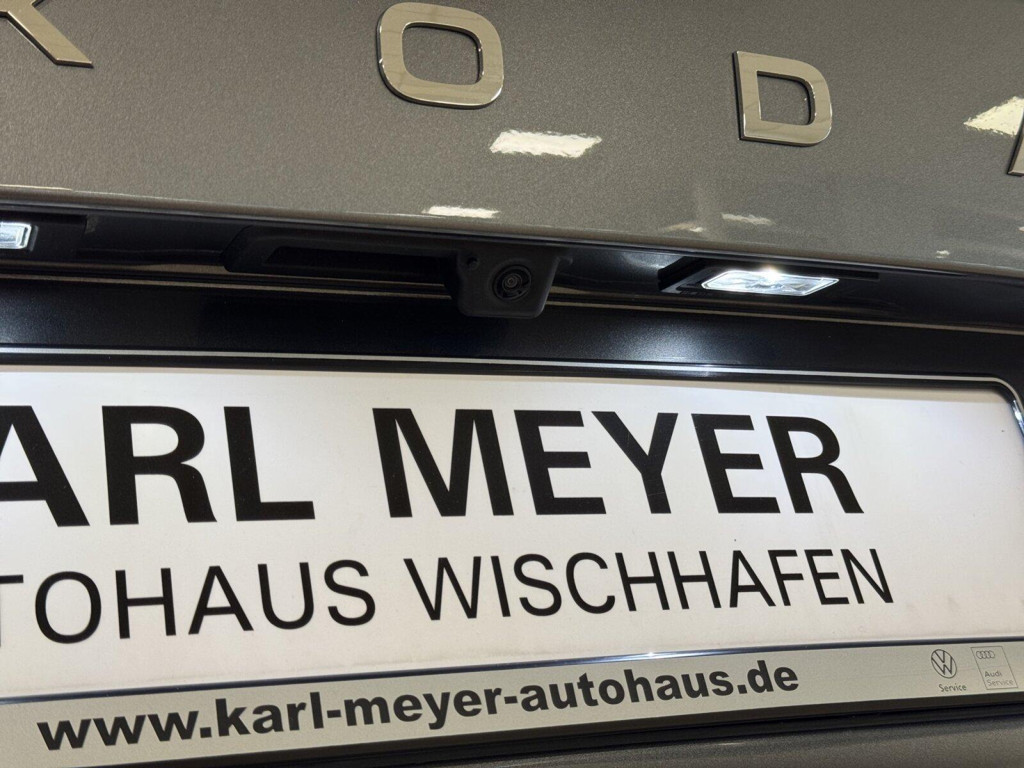 K O D
ARL MEYER
TOHAUS WISCHHAFEN
www.karl-meyer-autohaus.de
Service
Audi
Service